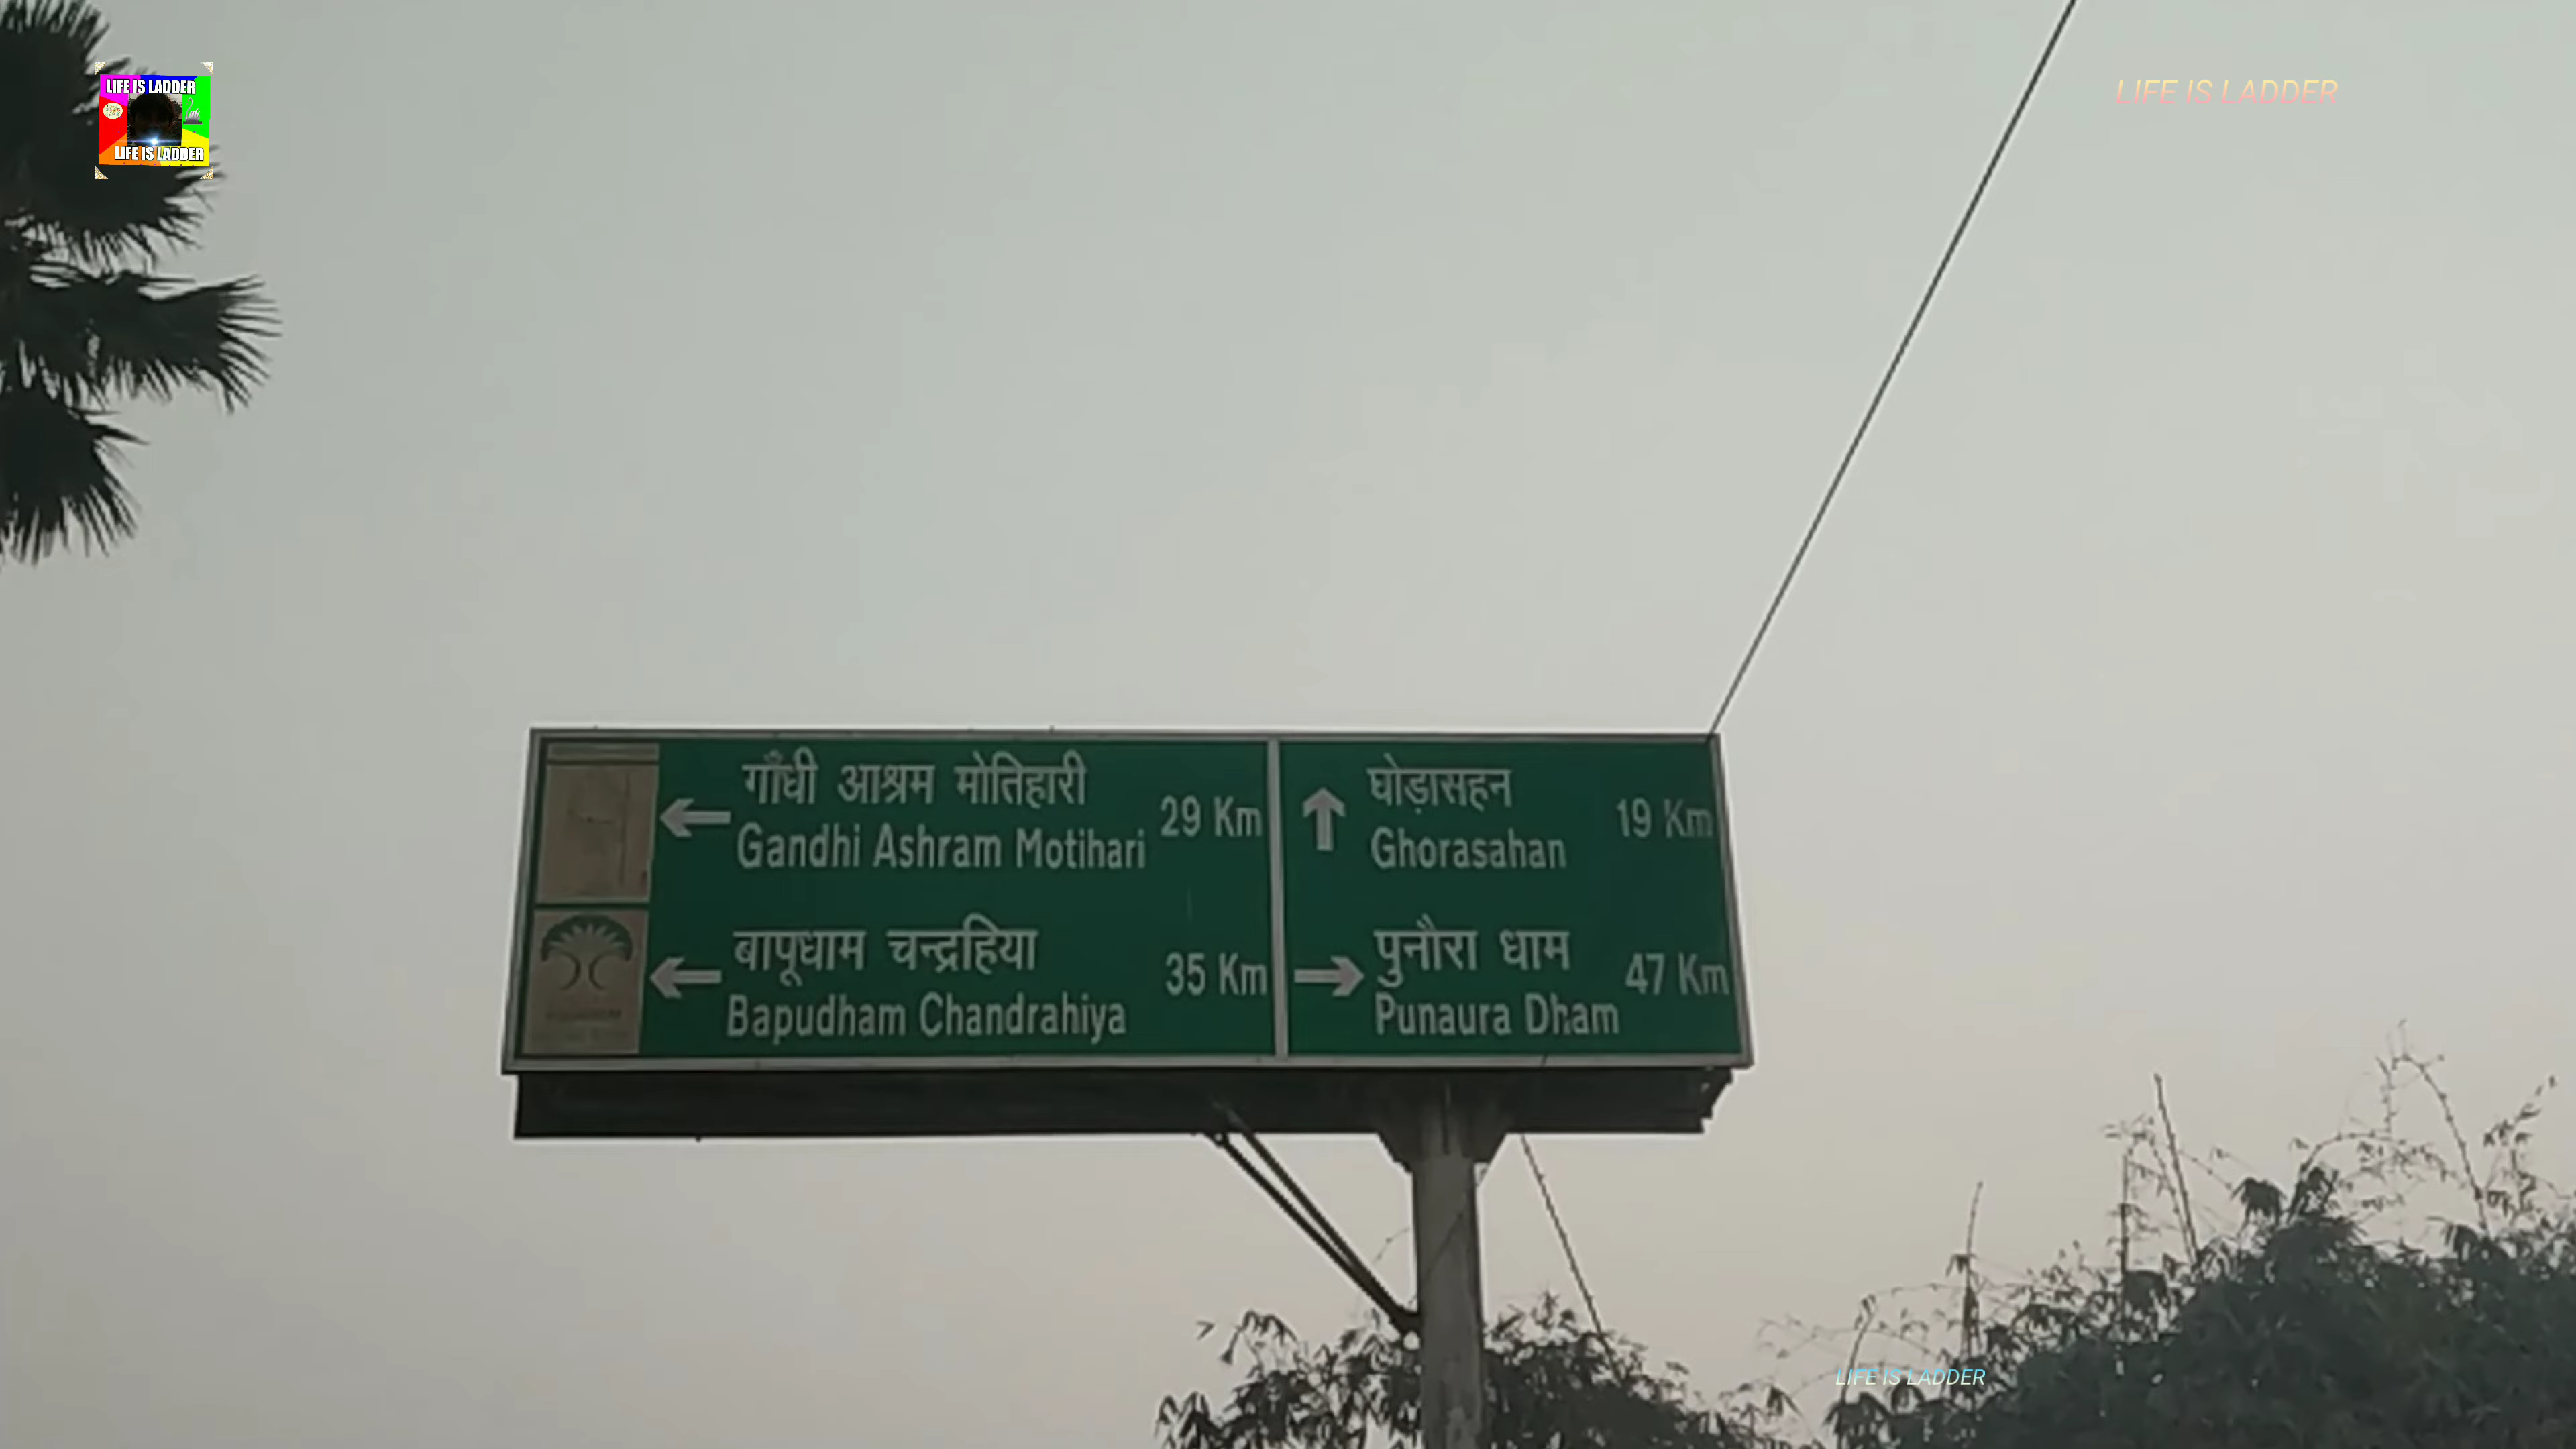 LIFE IS LADDER
LIFE IS LADDER
LIFE IS LADDER
गाँधी आश्रम मोतिहारी
Gandhi Ashram Motihari
29 Km
बापूधाम चन्द्रहिया
Bapudham Chandrahiya
35 Km
घोड़ासहन
Ghorasahan
19 Km
पुनौरा धाम
Punaura Dham
47 Km
LIFE IS LADDER